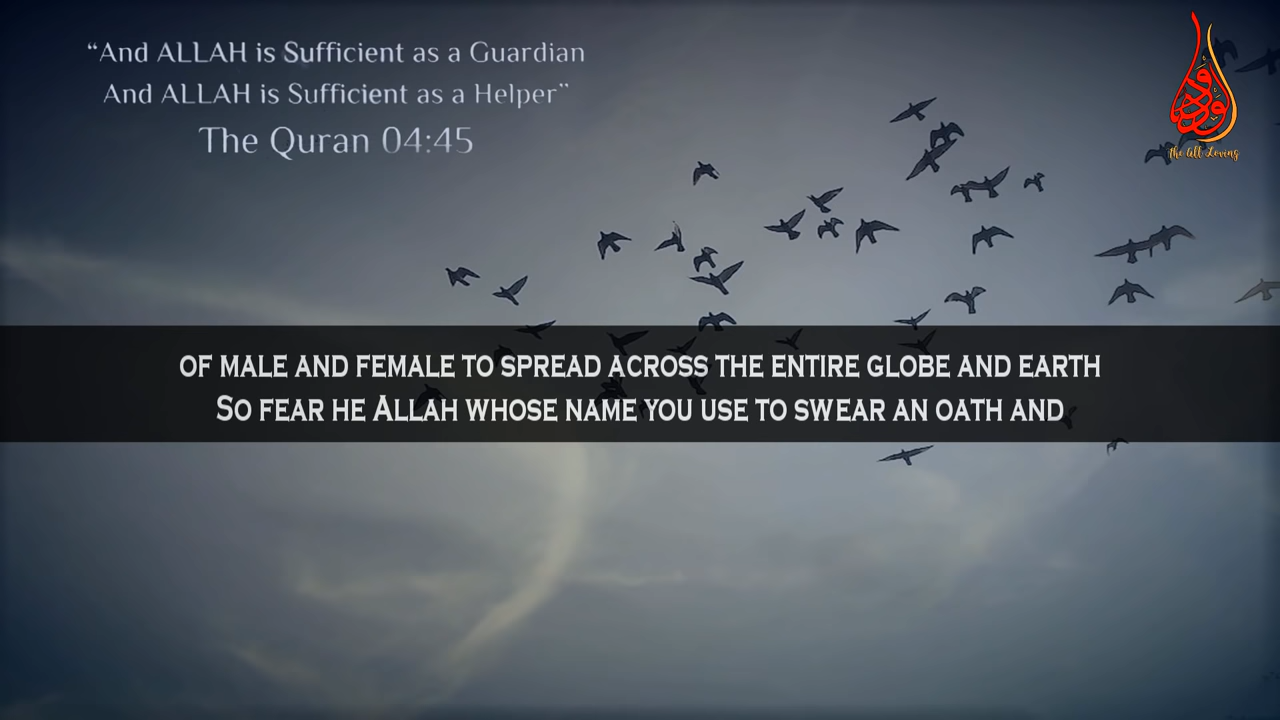 “And ALLAH is Sufficient as a Guardian
And ALLAH is Sufficient as a Helper”
The Quran 04:45
الودود
the All Loving
OF MALE AND FEMALE TO SPREAD ACROSS THE ENTIRE GLOBE AND EARTH
SO FEAR HE ALLAH WHOSE NAME YOU USE TO SWEAR AN OATH AND